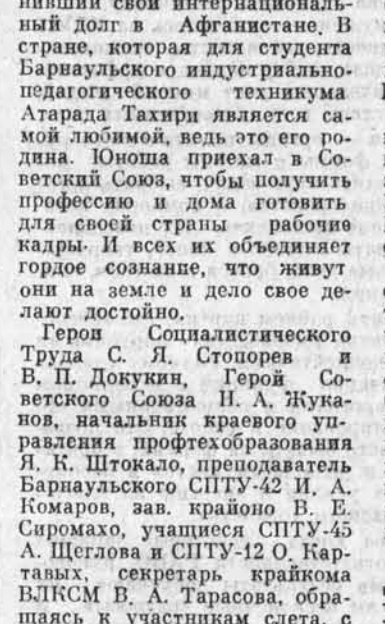 нивший свой интернациональ-
ный долг в Афганистане. В
стране, которая для студента
Барнаульского индустриально-
педагогического техникума
Атарада Тахири является са-
мой любимой, ведь это его ро-
дина. Юноша приехал в Со-
ветский Союз, чтобы получить
профессию и дома готовить
для своей страны рабочие
кадры. И всех их объединяет
гордое сознание, что живут
они на земле и дело свое де-
лают достойно.
Герои Социалистического
Труда С. Я. Стопорев и
В. П. Докукин, Герой Со-
ветского Союза Н. А. Жука-
нов, начальник краевого уп-
равления профтехобразования
Я. К. Штокало, преподаватель
Барнаульского СПТУ-42 И. А.
Комаров, зав. крайоно В. Е.
Сиромахо, учащиеся СПТУ-45
А. Щеглова и СПТУ-12 О. Кар-
тавых, секретарь крайкома
ВЛКСМ В. А. Тарасова, обра-
щаясь к участникам слета, с